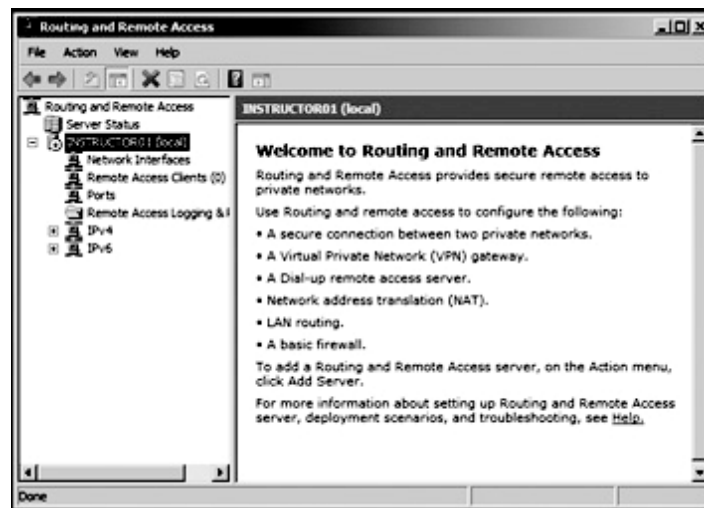 Routing and Remote Access
File Action View Help
Routing and Remote Access
Server Status
INSTRUCTOR01 (local)
Network Interfaces
Remote Access Clients (0)
Ports
Remote Access Logging &
IPv4
IPv6
INSTRUCTOR01 (local)
Welcome to Routing and Remote Access
Routing and Remote Access provides secure remote access to
private networks.
Use Routing and remote access to configure the following:
• A secure connection between two private networks.
• A Virtual Private Network (VPN) gateway.
• A Dial-up remote access server.
• Network address translation (NAT).
• LAN routing.
• A basic firewall.
To add a Routing and Remote Access server, on the Action menu,
click Add Server.
For more information about setting up Routing and Remote Access
server, deployment scenarios, and troubleshooting, see Help.
Done